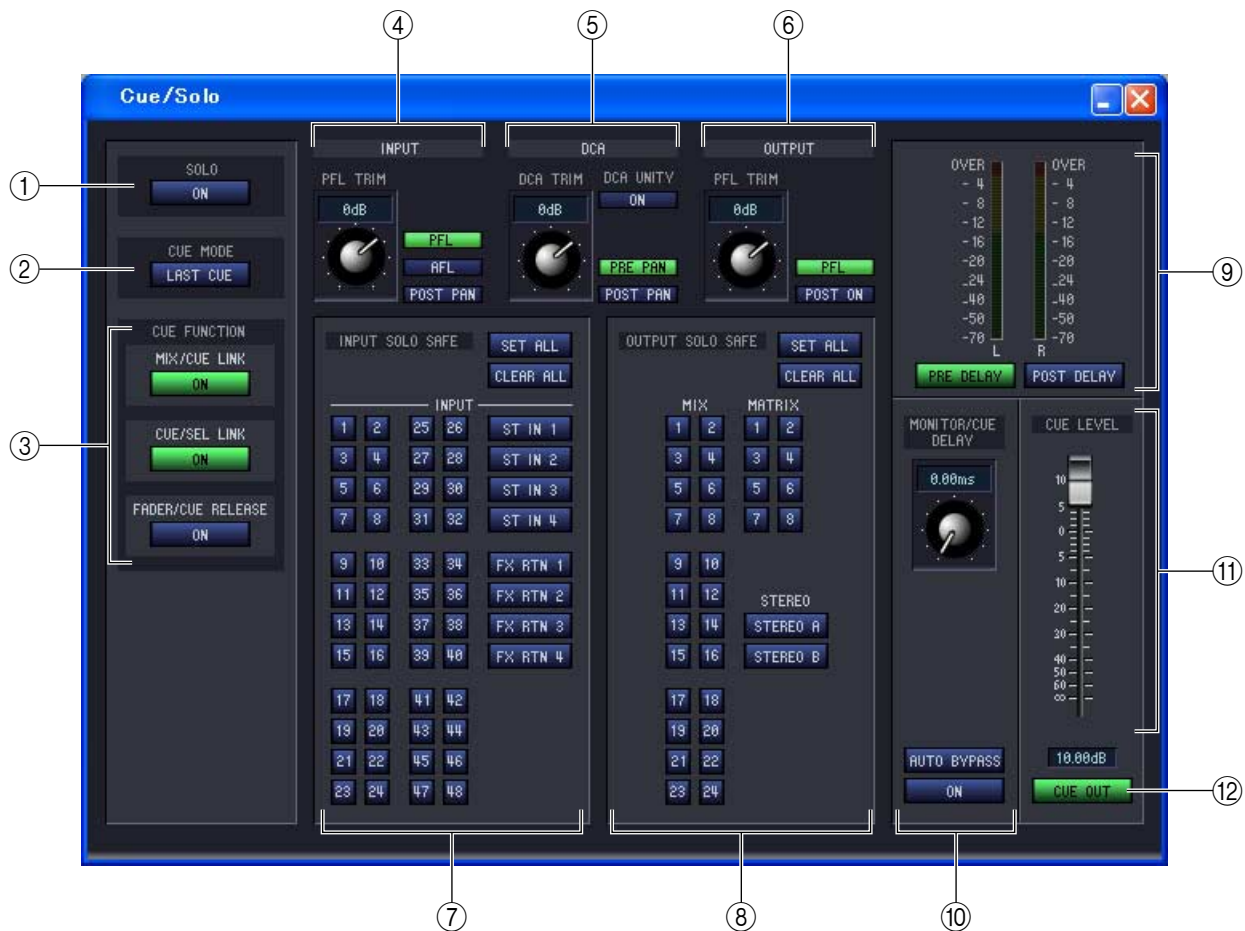 ④ ⑤ ⑥
Cue/Solo
INPUT
DCA
OUTPUT
① SOLO
ON
② CUE MODE
LAST CUE
③ CUE FUNCTION
MIX/CUE LINK
ON
CUE/SEL LINK
ON
FADER/CUE RELEASE
ON
PFL TRIM
0dB
PFL
AFL
POST PAN
DCA TRIM
0dB
DCA UNITY
ON
PRE PAN
POST PAN
PFL TRIM
0dB
PFL
POST ON
INPUT SOLO SAFE
SET ALL
CLEAR ALL
INPUT
1 2 25 26 ST IN 1
3 4 27 28 ST IN 2
5 6 29 30 ST IN 3
7 8 31 32 ST IN 4
9 10 33 34 FX RTN 1
11 12 35 36 FX RTN 2
13 14 37 38 FX RTN 3
15 16 39 40 FX RTN 4
17 18 41 42
19 20 43 44
21 22 45 46
23 24 47 48
OUTPUT SOLO SAFE
SET ALL
CLEAR ALL
MIX MATRIX
1 2 1 2
3 4 3 4
5 6 5 6
7 8 7 8
9 10
11 12
STEREO
13 14 STEREO A
15 16 STEREO B
17 18
19 20
21 22
23 24
OVER OVER
- 4 - 4
- 8 - 8
-12 -12
-16 -16
-20 -20
-24 -24
-40 -40
-50 -50
-70 -70
L R
PRE DELAY POST DELAY
⑨
MONITOR/CUE
DELAY
0.00ms
AUTO BYPASS
ON
CUE LEVEL
10
5
0
5
10
20
30
40
50
60
∞
10.00dB
CUE OUT
⑪
⑫
⑦ ⑧ ⑩